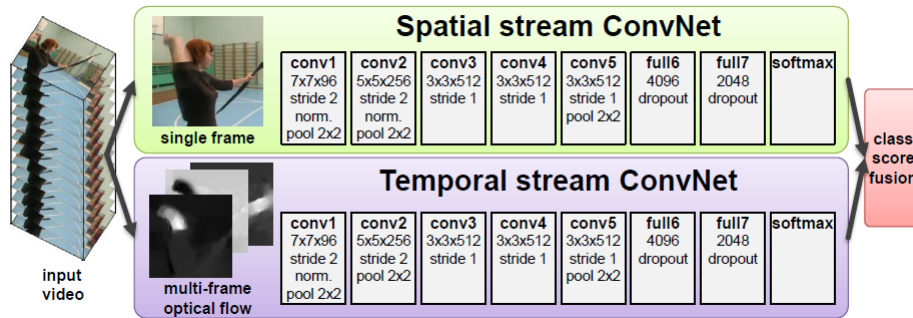 Spatial stream ConvNet
conv1
7x7x96
stride 2
norm.
pool 2x2
conv2
5x5x256
stride 2
norm.
pool 2x2
conv3
3x3x512
stride 1
conv4
3x3x512
stride 1
conv5
3x3x512
stride 1
pool 2x2
full6
4096
dropout
full7
2048
dropout
softmax
single frame
Temporal stream ConvNet
conv1
7x7x96
stride 2
norm.
pool 2x2
conv2
5x5x256
stride 2
pool 2x2
conv3
3x3x512
stride 1
conv4
3x3x512
stride 1
conv5
3x3x512
stride 1
pool 2x2
full6
4096
dropout
full7
2048
dropout
softmax
multi-frame
optical flow
input
video
class
score
fusion